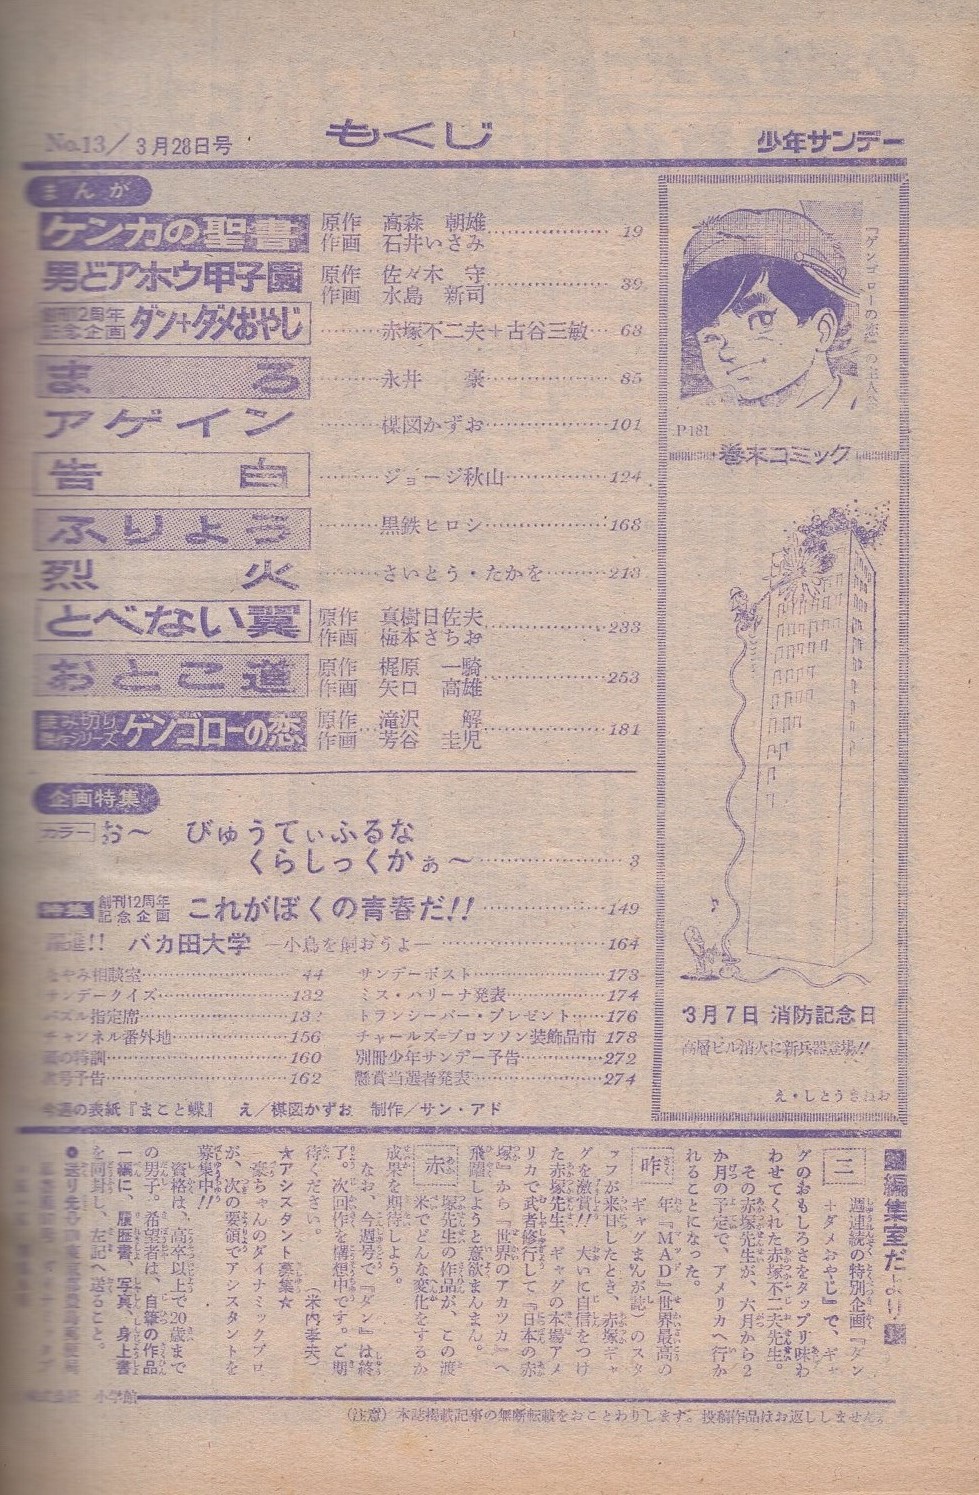 No.13／3月28日号
もくじ
少年サンデー
まんが
ケンカの聖書 原作 高森 朝雄 作画 石井いさみ 19
男どアホウ甲子園 原作 佐々木 守 作画 水島 新司 39
創刊12周年記念企画 ダン+ダメおやじ 赤塚不二夫+古谷三敏 63
まろ 永井 豪 85
アゲイン 楳図かずお 101
告白 ジョージ秋山 124
ふりょう 黒鉄ヒロシ 168
烈火 さいとう・たかを 213
とべない翼 原作 真樹日佐夫 作画 梅本さちお 233
おとこ道 原作 梶原 一騎 作画 矢口 高雄 253
読み切りシリーズ ゲンゴローの恋 原作 滝沢 解 作画 芳谷 圭児 181
企画特集
カラー お〜 びゅうてぃふるな
くらしっくかぁ〜 3
特集 創刊12周年記念企画 これがぼくの青春だ!! 149
バカ田大学 —小鳥を飼おうよ— 164
なやみ相談室 44
サンデークイズ 132
パズル指定席 132
チャンネル番外地 156
の特訓 160
次号予告 162
サンデーポスト 173
ミス・ハリーナ発表 174
トランシーバー・プレゼント 176
チャールズ=ブロンソン装飾品市 178
別冊少年サンデー予告 272
懸賞当選者発表 274
今週の表紙『まこと蝶』 え／楳図かずお 制作／サン・アド
『ゲンゴローの恋』の主人公
P181
巻末コミック
3月7日 消防記念日
高層ビル消火に新兵器登場!!
え・しとうきねお
編集室だより
三週連続の特別企画『ダン
+ダメおやじ』で、ギャ
グのおもしろさをタップリ味わ
わせてくれた赤塚不二夫先生。
その赤塚先生が、六月から2
か月の予定で、アメリカへ行か
れることになった。
昨年『MAD』(世界最高の
ギャグまんが誌)のスタ
ッフが来日したとき、赤塚ギャ
グを激賞!! 大いに自信をつけ
た赤塚先生、ギャグの本場アメ
リカで武者修行して『日本の赤
塚』から『世界のアカツカ』へ
飛躍しようと意欲まんまん。
赤塚先生の作品が、この渡
米でどんな変化をするか
成果を期待しよう。
なお、今週号で『ダン』は終
了。次回作を構想中です。ご期
待ください。(米内孝夫)
★アシスタント募集★
豪ちゃんのダイナミックプロ
が、次の要領でアシスタントを
募集中!!
資格は、高卒以上で20歳まで
の男子。希望者は、自筆の作品
一編に、履歴書、写真、身上書
を同封し、左記へ送ること。
●送り先
小学館
(注意) 本誌掲載記事の無断転載をおことわりします。投稿作品はお返ししません。